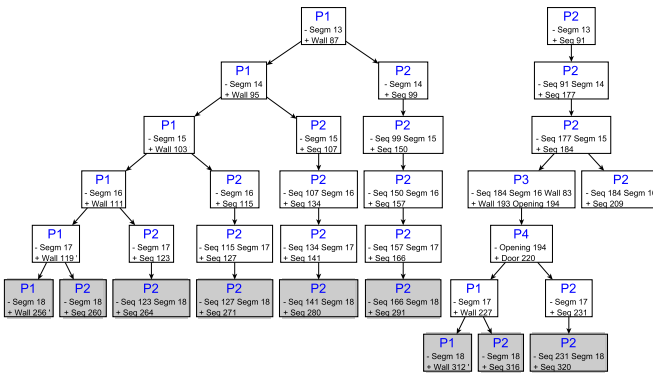 P1
- Segm 13
+ Wall 87
P2
- Segm 13
+ Seq 91
P1
- Segm 14
+ Wall 95
P2
- Segm 14
+ Seq 99
P2
- Seq 91 Segm 14
+ Seq 177
P1
- Segm 15
+ Wall 103
P2
- Segm 15
+ Seq 107
P2
- Seq 99 Segm 15
+ Seq 150
P2
- Seq 177 Segm 15
+ Seq 184
P1
- Segm 16
+ Wall 111
P2
- Segm 16
+ Seq 115
P2
- Seq 107 Segm 16
+ Seq 134
P2
- Seq 150 Segm 16
+ Seq 157
P3
- Seq 184 Segm 16 Wall 83
+ Wall 193 Opening 194
P2
- Seq 184 Segm 16
+ Seq 209
P1
- Segm 17
+ Wall 119 '
P2
- Segm 17
+ Seq 123
P2
- Seq 115 Segm 17
+ Seq 127
P2
- Seq 134 Segm 17
+ Seq 141
P2
- Seq 157 Segm 17
+ Seq 166
P4
- Opening 194
+ Door 220
P1
- Segm 18
+ Wall 256 '
P2
- Segm 18
+ Seq 260
P2
- Seq 123 Segm 18
+ Seq 264
P2
- Seq 127 Segm 18
+ Seq 271
P2
- Seq 141 Segm 18
+ Seq 280
P2
- Seq 166 Segm 18
+ Seq 291
P1
- Segm 17
+ Wall 227
P2
- Segm 17
+ Seq 231
P1
- Segm 18
+ Wall 312 '
P2
- Segm 18
+ Seq 316
P2
- Seq 231 Segm 18
+ Seq 320